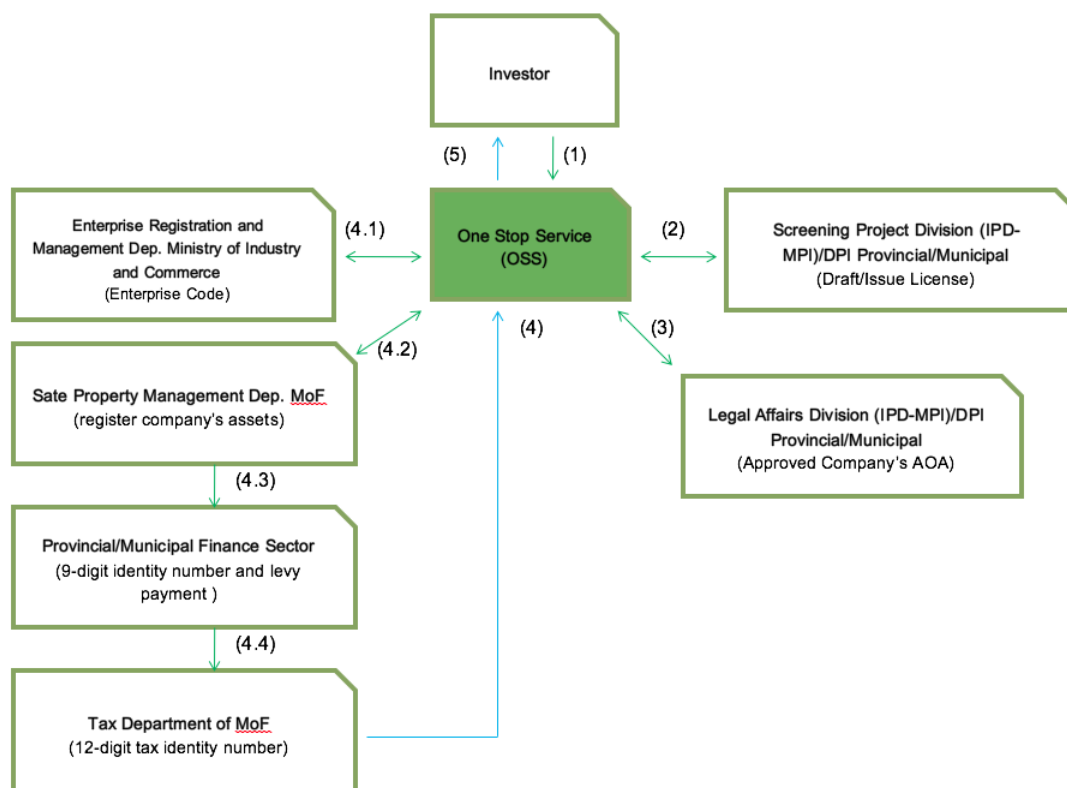 Investor
(5)
(1)
Enterprise Registration and
Management Dep. Ministry of Industry
and Commerce
(Enterprise Code)
(4.1)
One Stop Service
(OSS)
(2)
Screening Project Division (IPD-
MPI)/DPI Provincial/Municipal
(Draft/Issue License)
(4.2)
(4)
(3)
Sate Property Management Dep. MoF
(register company's assets)
Legal Affairs Division (IPD-MPI)/DPI
Provincial/Municipal
(Approved Company's AOA)
(4.3)
Provincial/Municipal Finance Sector
(9-digit identity number and levy
payment )
(4.4)
Tax Department of MoF
(12-digit tax identity number)